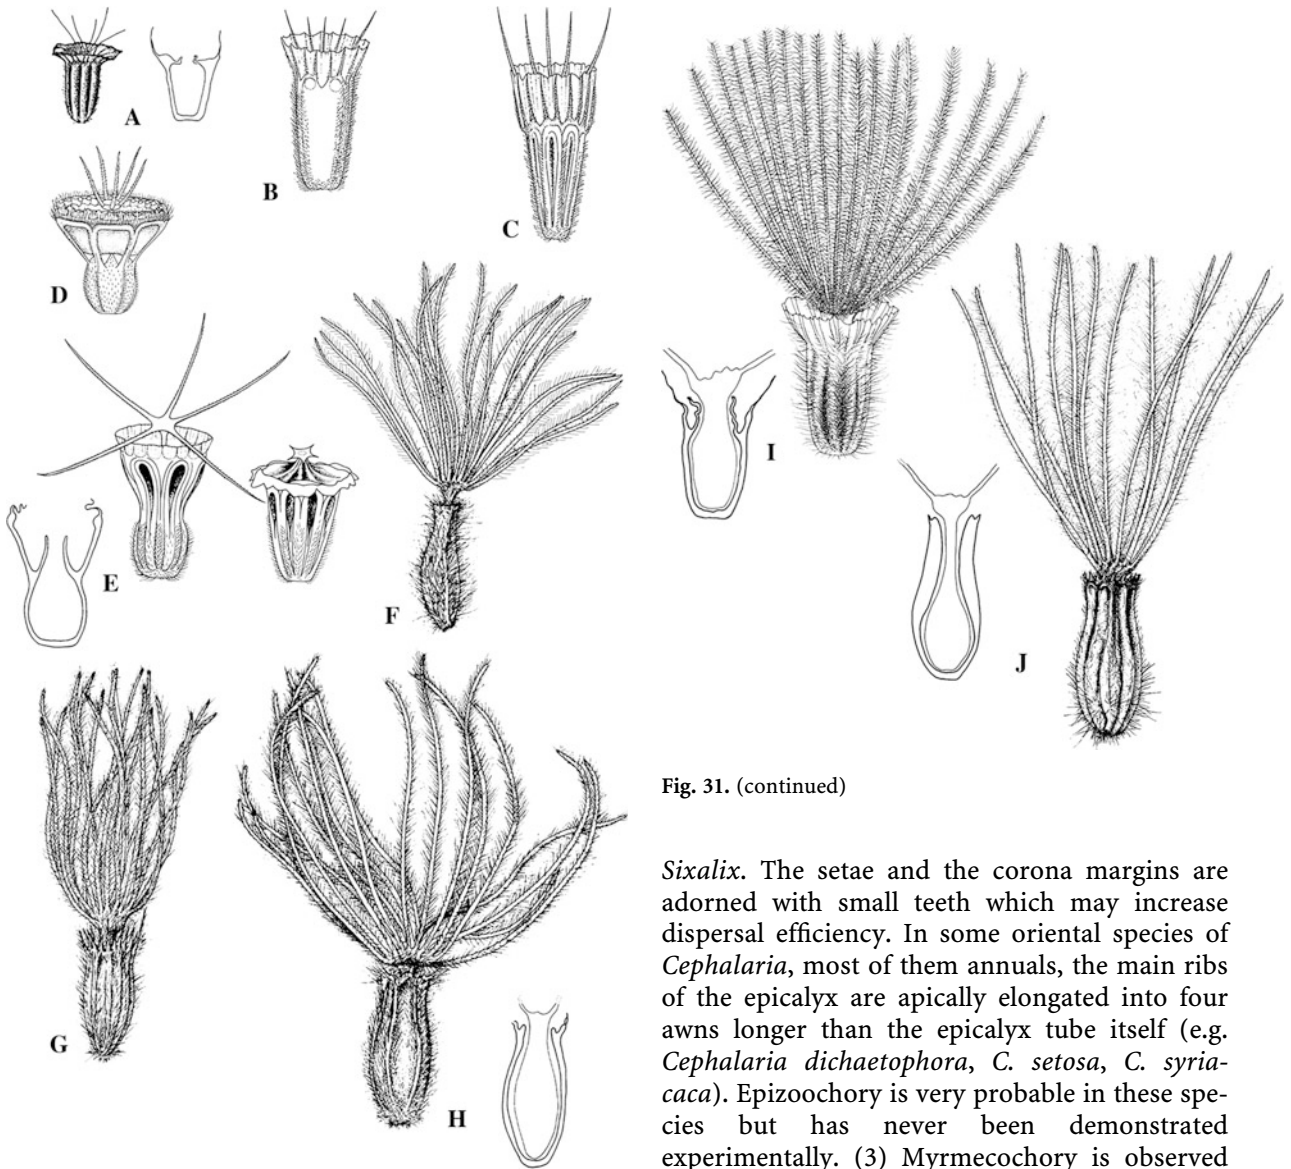 A
B
C
D
E
F
G
H
I
J
Fig. 31. (continued)
Sixalix. The setae and the corona margins are
adorned with small teeth which may increase
dispersal efficiency. In some oriental species of
Cephalaria, most of them annuals, the main ribs
of the epicalyx are apically elongated into four
awns longer than the epicalyx tube itself (e.g.
Cephalaria dichaetophora, C. setosa, C. syria-
caca). Epizoochory is very probable in these spe-
cies but has never been demonstrated
experimentally. (3) Myrmecochory is observed